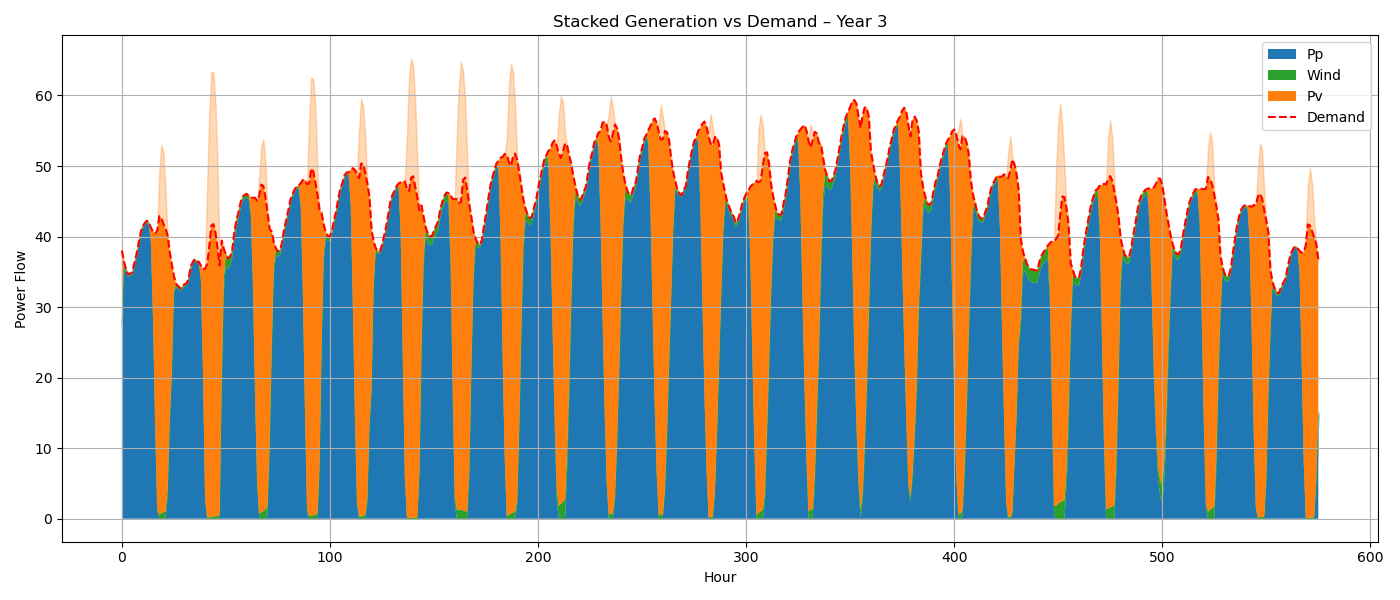 Stacked Generation vs Demand – Year 3
Pp
Wind
Pv
Demand
Power Flow
60
50
40
30
20
10
0
0 100 200 300 400 500 600
Hour